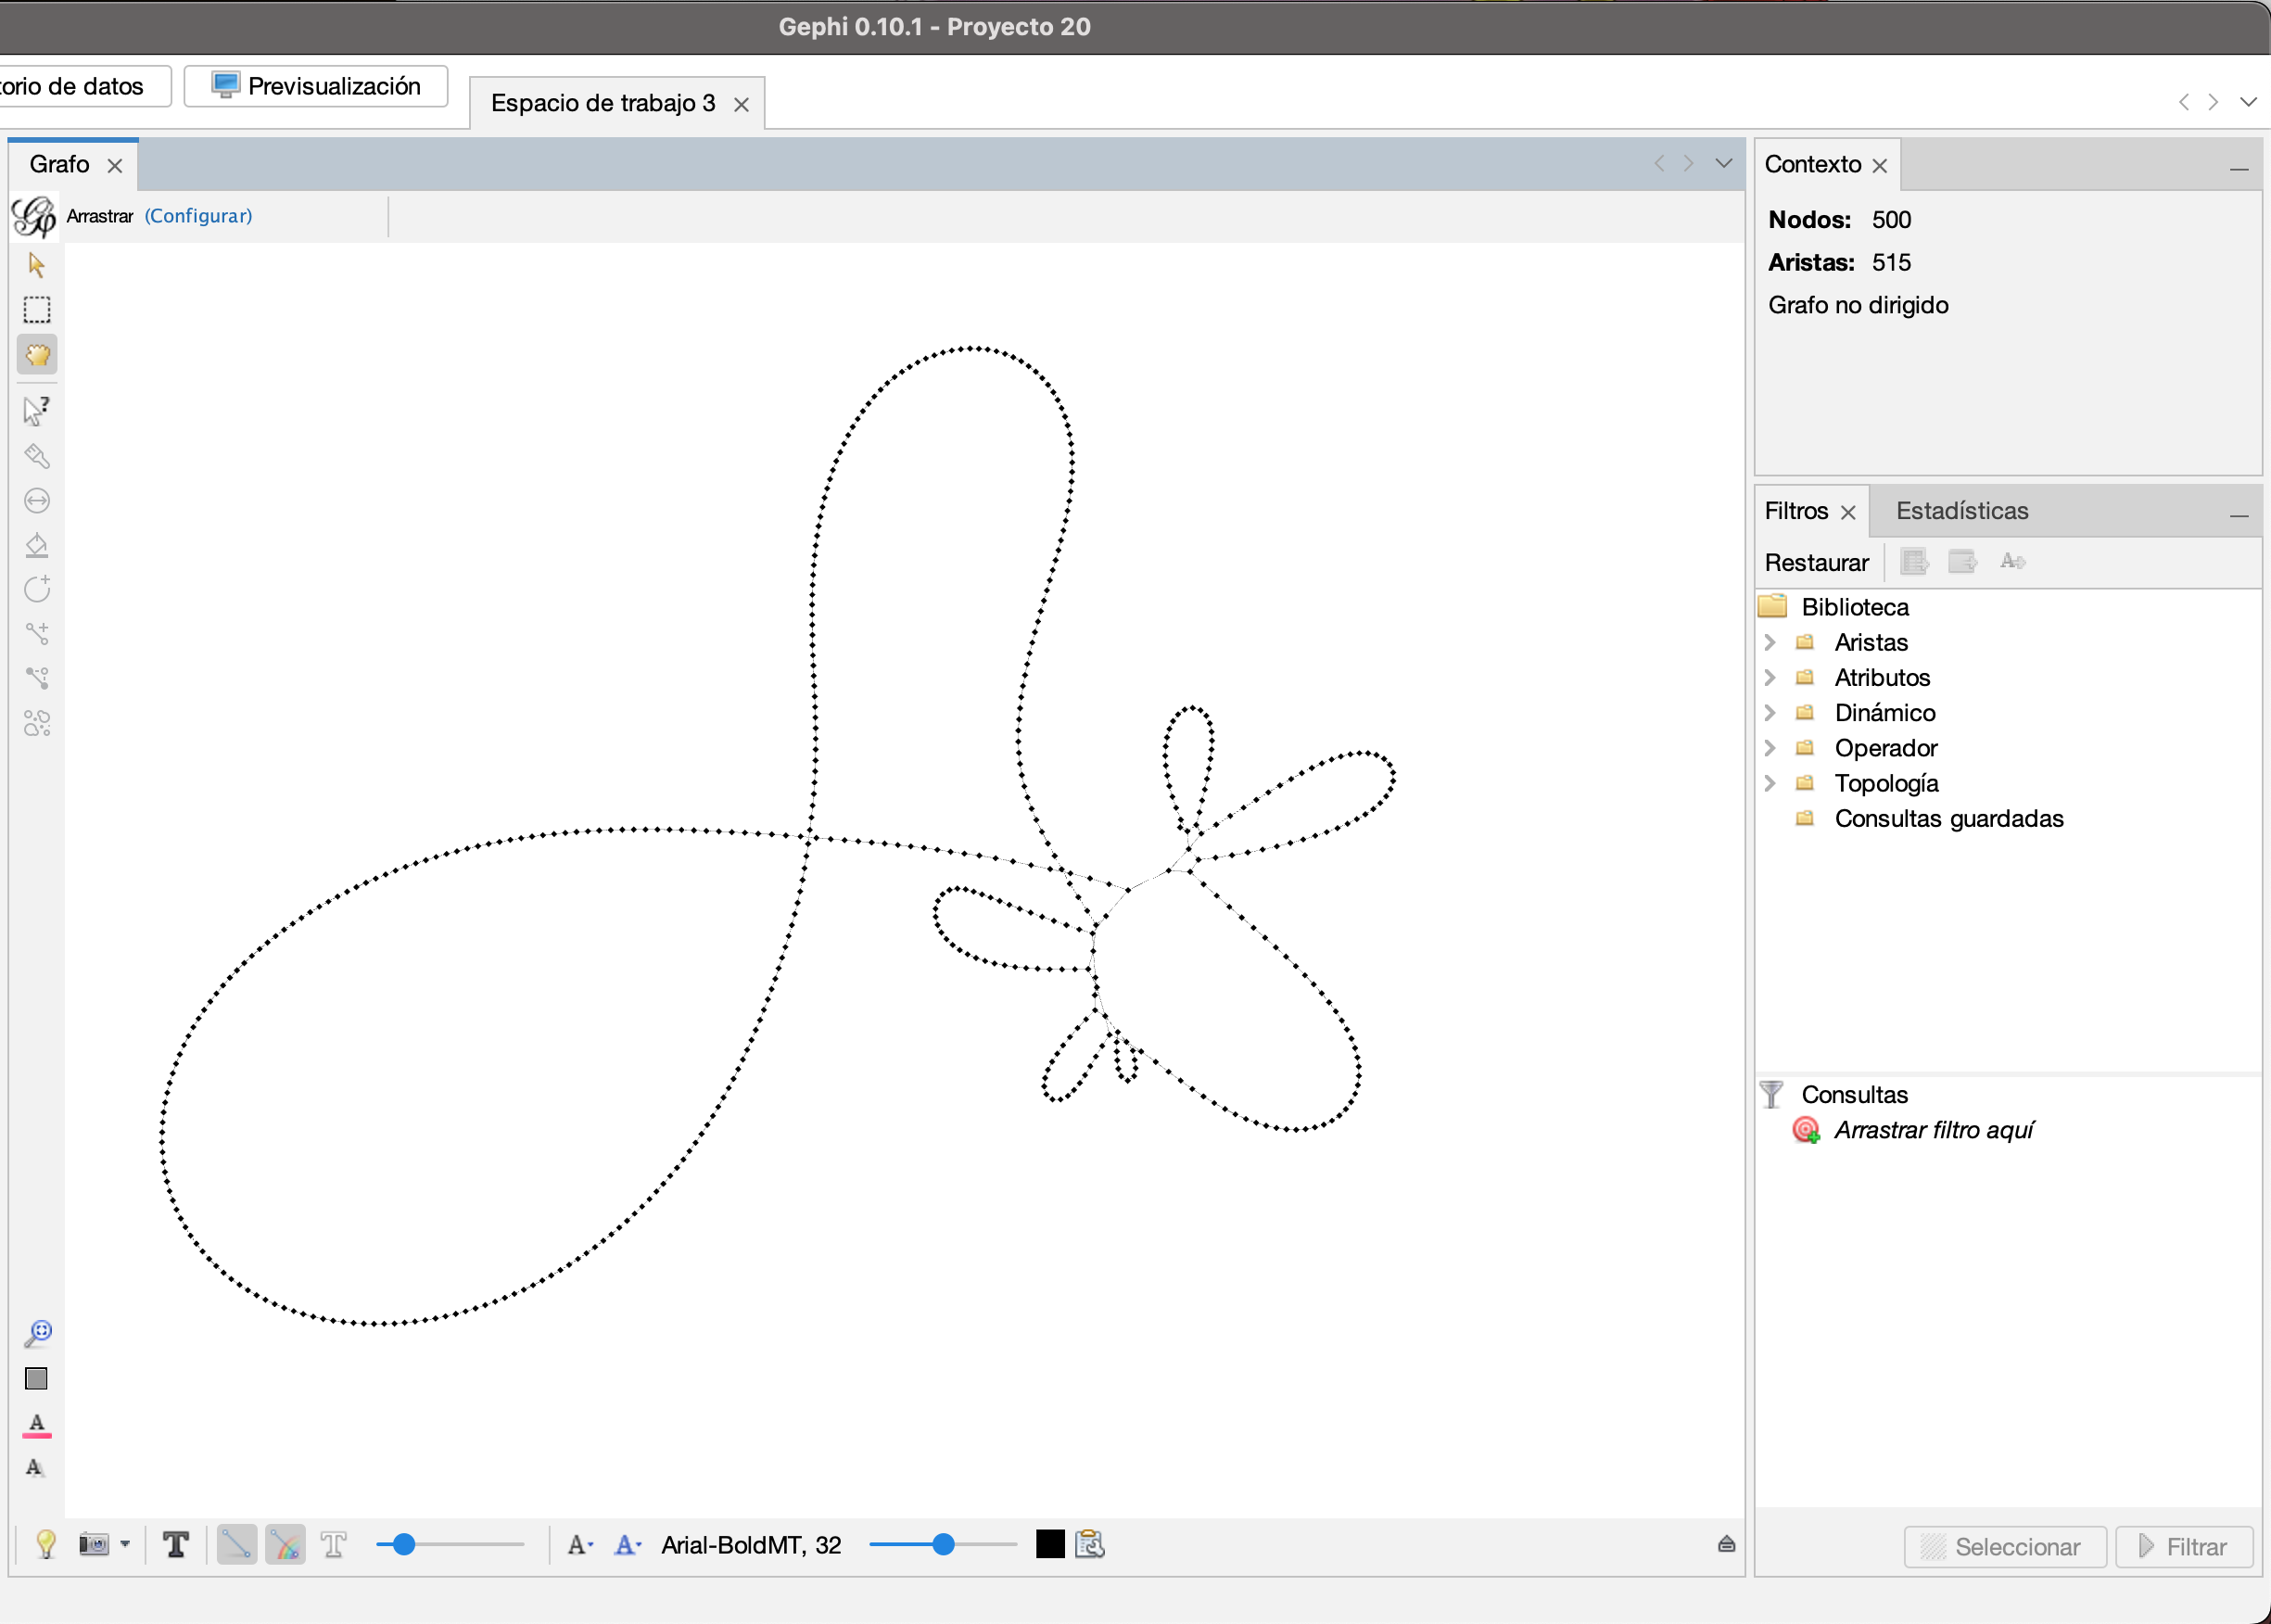 Gephi 0.10.1 - Proyecto 20
torio de datos
Previsualización
Espacio de trabajo 3
Grafo
Arrastrar (Configurar)
Contexto
Nodos: 500
Aristas: 515
Grafo no dirigido
Filtros
Estadísticas
Restaurar
Biblioteca
Aristas
Atributos
Dinámico
Operador
Topología
Consultas guardadas
Consultas
Arrastrar filtro aquí
Arial-BoldMT, 32
Seleccionar
Filtrar